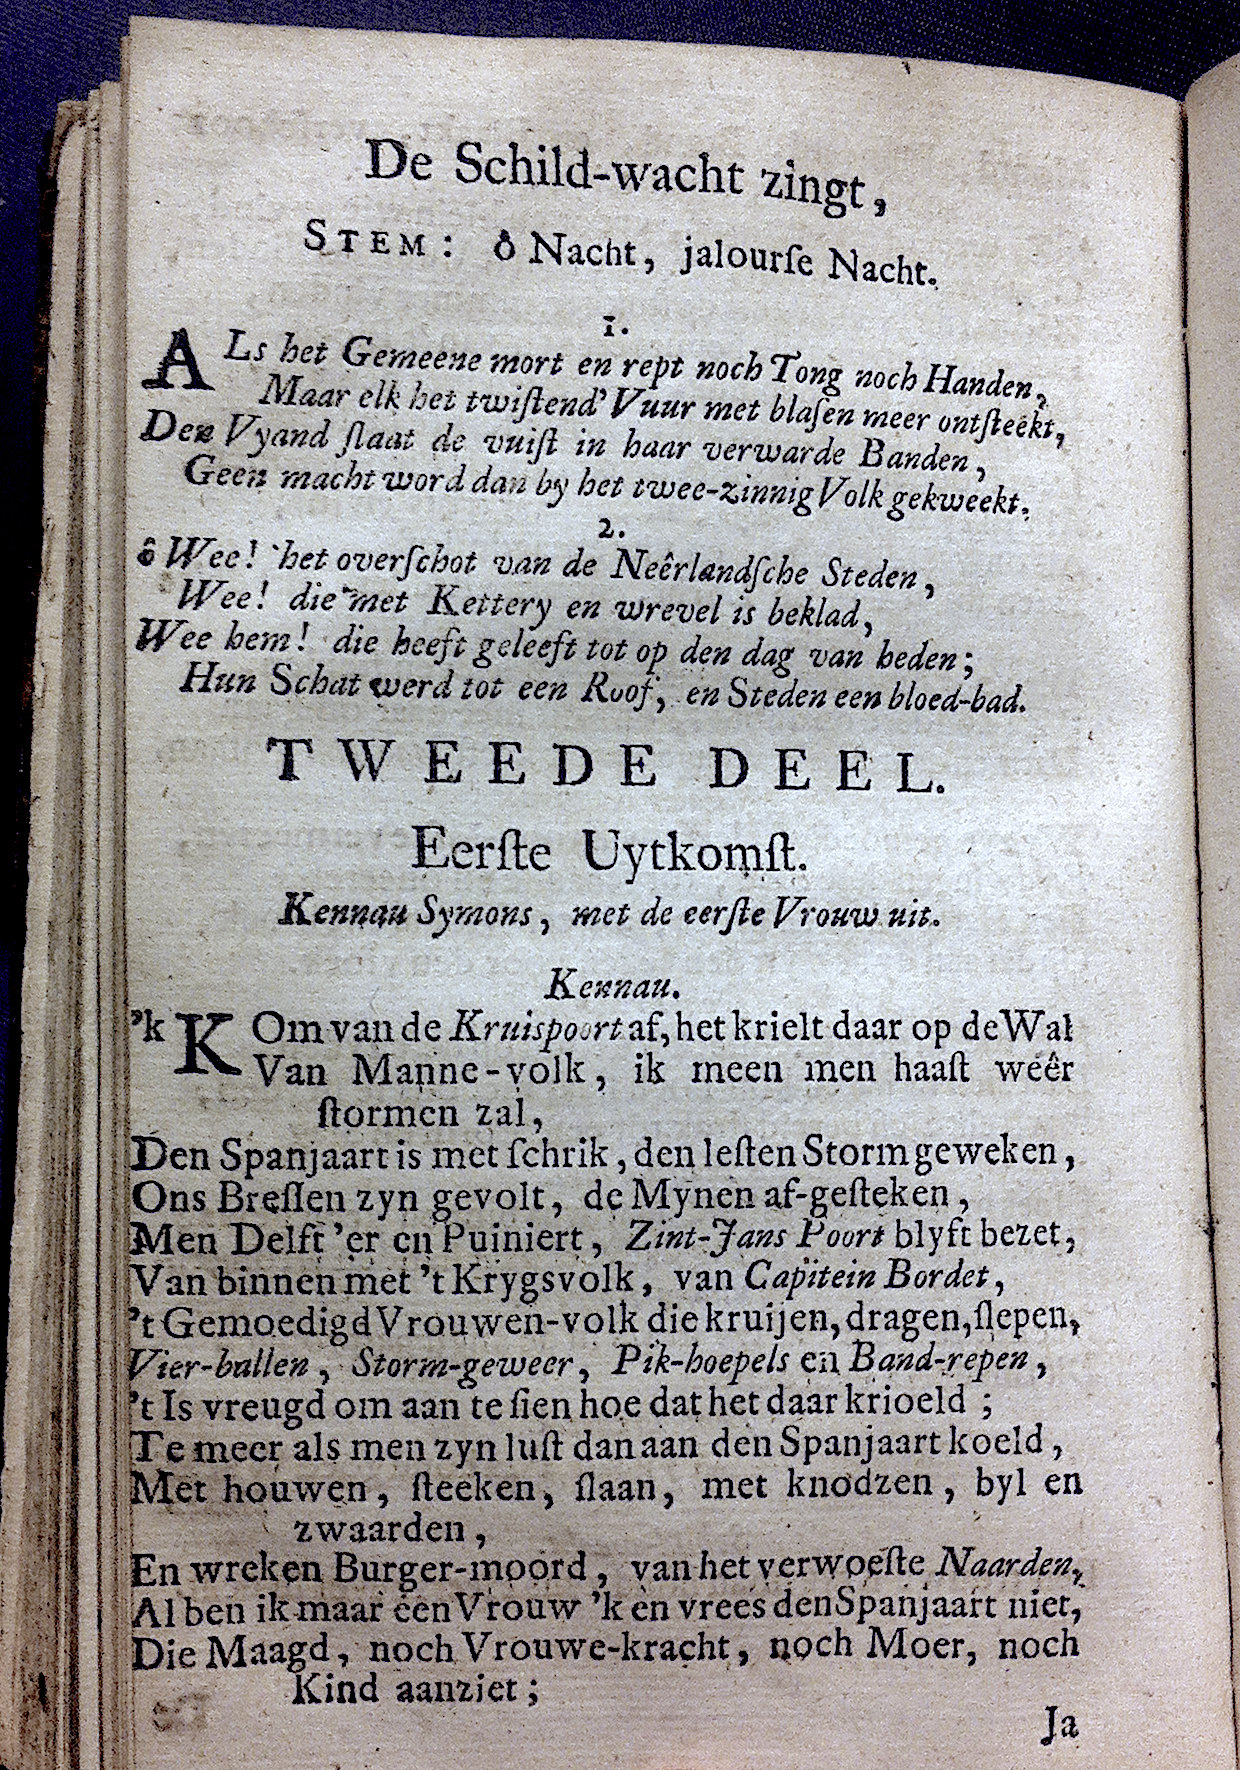 De Schild-wacht zingt,
STEM: ô Nacht, jalourſe Nacht.
1.
ALs het Gemeene mort en rept noch Tong noch Handen,
Maar elk het twiſtend' Vuur met blaſen meer ontſteekt,
Den Vyand ſlaat de vuiſt in haar verwarde Banden,
Geen macht word dan by het twee-zinnig Volk gekweekt.
2.
ô Wee! het overſchot van de Neêrlandſche Steden,
Wee! die met Kettery en wrevel is beklad,
Wee hem! die heeft geleeft tot op den dag van heden;
Hun Schat werd tot een Roof, en Steden een bloed-bad.
TWEEDE DEEL.
Eerſte Uytkomſt.
Kennau Symons, met de eerſte Vrouw uit.
Kennau.
'k KOm van de Kruispoort af, het krielt daar op de Wal
Van Manne-volk, ik meen men haaſt weêr
ſtormen zal,
Den Spanjaart is met ſchrik, den leſten Storm geweken,
Ons Breſſen zyn gevolt, de Mynen af-geſteken,
Men Delft 'er en Puiniert, Zint-Jans Poort blyft bezet,
Van binnen met 't Krygsvolk, van Capitein Bordet,
't Gemoedigd Vrouwen-volk die kruijen, dragen, ſlepen,
Vier-ballen, Storm-geweer, Pik-hoepels en Band-repen,
't Is vreugd om aan te ſien hoe dat het daar krioeld;
Te meer als men zyn luſt dan aan den Spanjaart koeld,
Met houwen, ſteeken, ſlaan, met knodzen, byl en
zwaarden,
En wreken Burger-moord, van het verwoeſte Naarden,
Al ben ik maar een Vrouw 'k en vrees den Spanjaart niet,
Die Maagd, noch Vrouwe-kracht, noch Moer, noch
Kind aanziet;
Ja